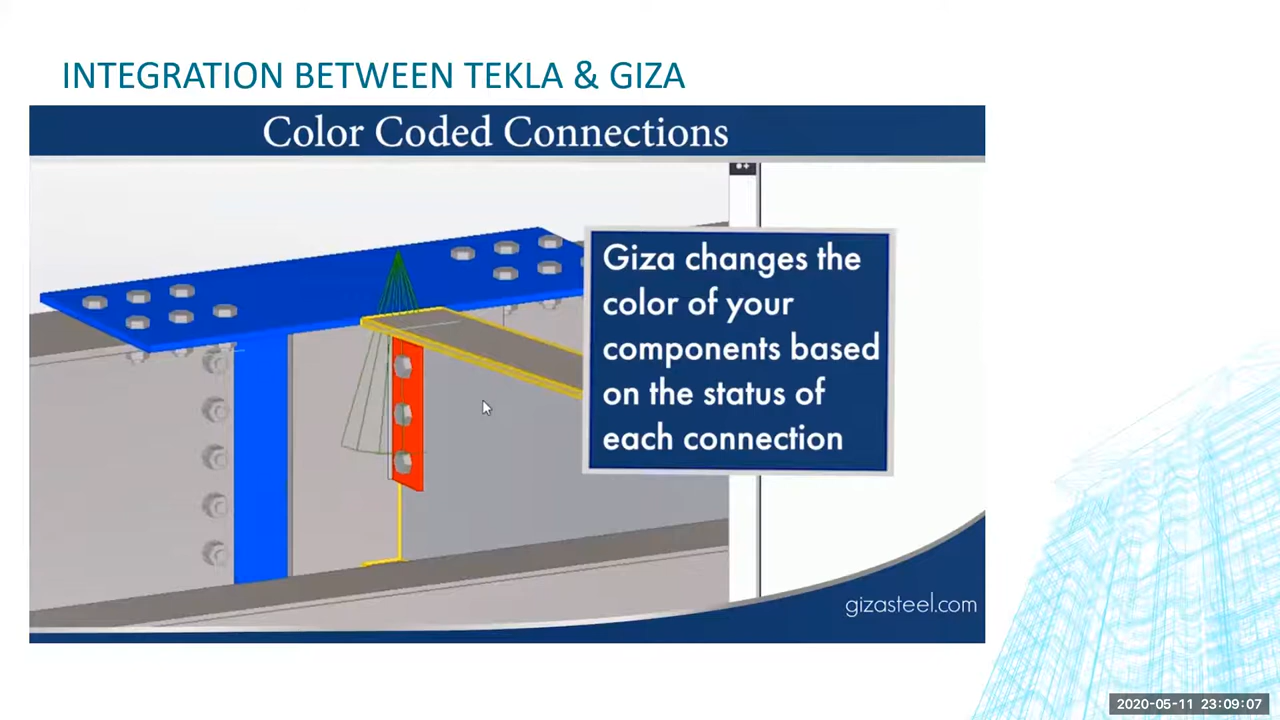 INTEGRATION BETWEEN TEKLA & GIZA
Color Coded Connections
Giza changes the
color of your
components based
on the status of
each connection
gizasteel.com
2020-05-11 23:09:07